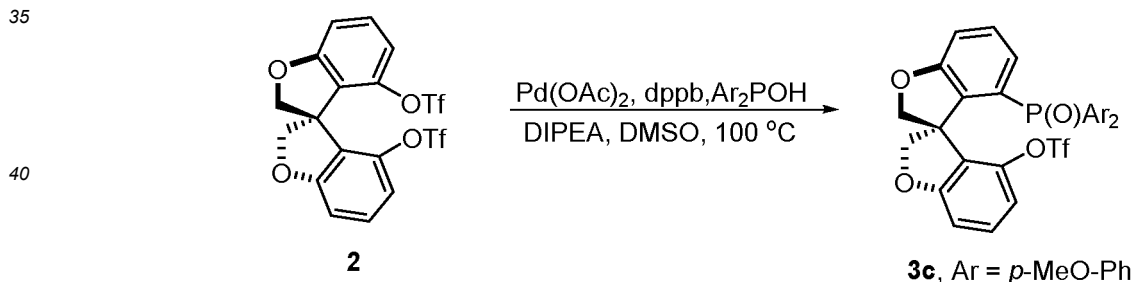 35
O
OTf
OTf
O
2
Pd(OAc)2, dppb,Ar2POH
DIPEA, DMSO, 100 °C
O
P(O)Ar2
OTf
O
3c, Ar = p-MeO-Ph
40